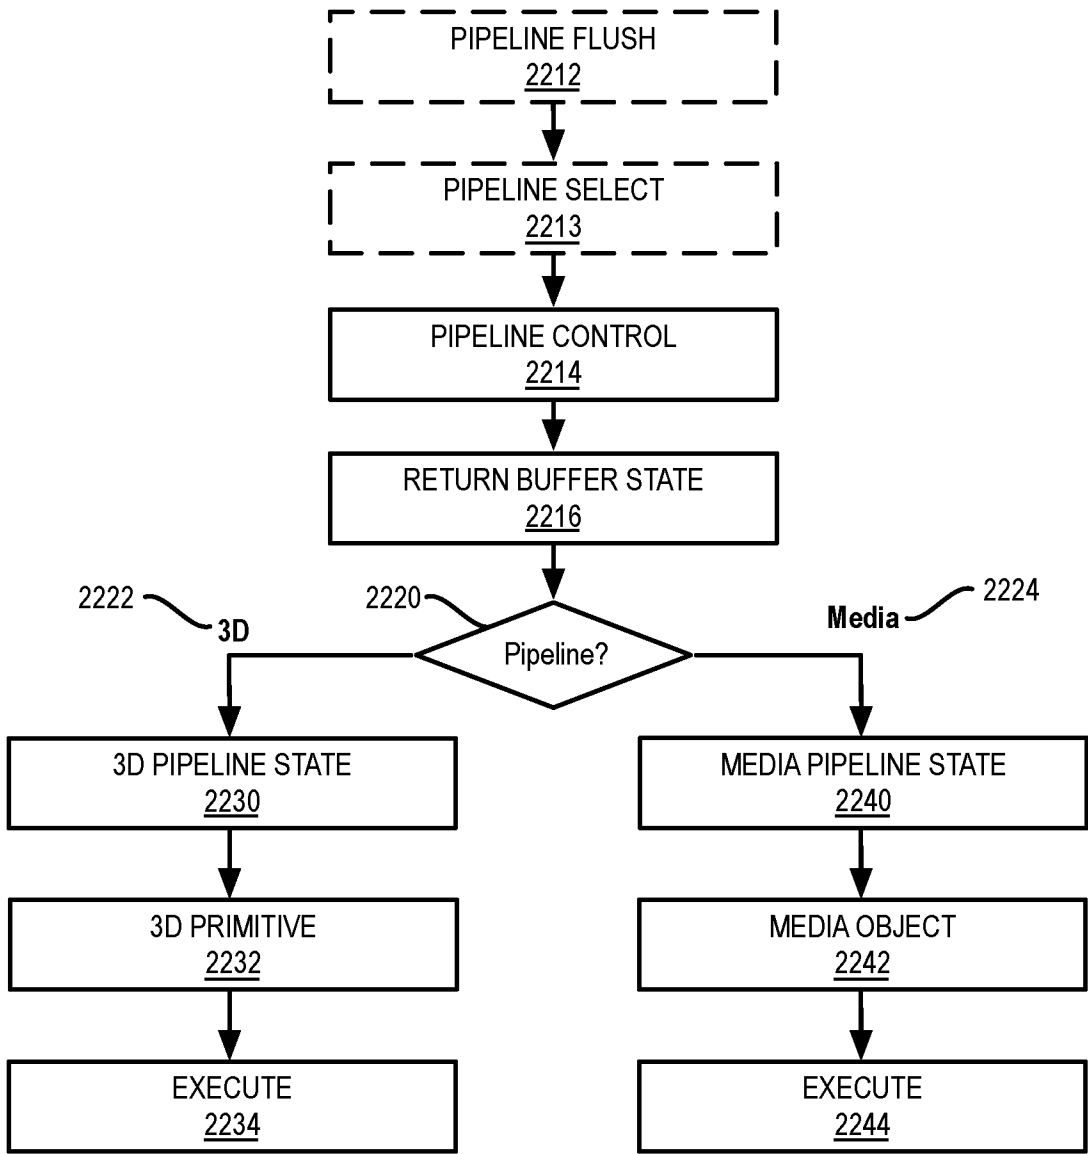 PIPELINE FLUSH
2212
PIPELINE SELECT
2213
PIPELINE CONTROL
2214
RETURN BUFFER STATE
2216
2222
2220
2224
3D
Media
Pipeline?
3D PIPELINE STATE
2230
MEDIA PIPELINE STATE
2240
3D PRIMITIVE
2232
MEDIA OBJECT
2242
EXECUTE
2234
EXECUTE
2244